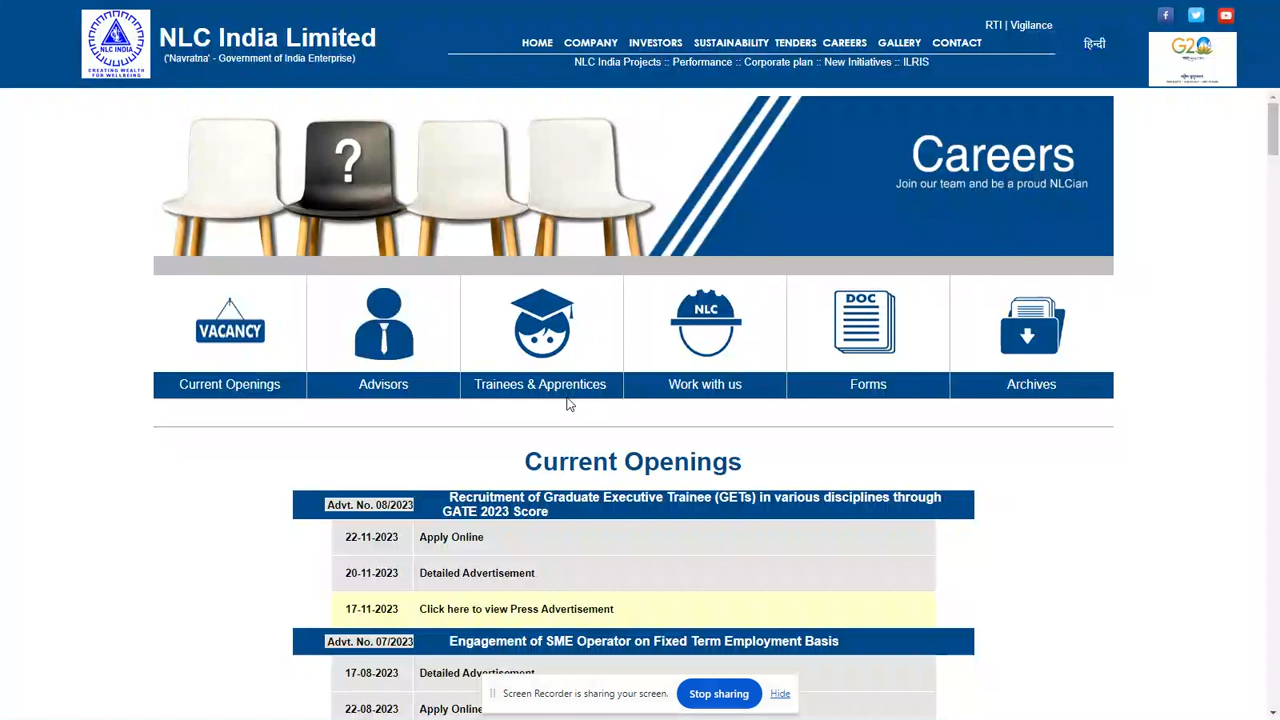 NLC INDIA
CREATING WEALTH
FOR WELLBEING
NLC India Limited
('Navratna' - Government of India Enterprise)
RTI | Vigilance
HOME COMPANY INVESTORS SUSTAINABILITY TENDERS CAREERS GALLERY CONTACT
NLC India Projects :: Performance :: Corporate plan :: New Initiatives :: ILRIS
हिन्दी
G20
?
Careers
Join our team and be a proud NLCian
VACANCY
NLC
DOC
Current Openings
Advisors
Trainees & Apprentices
Work with us
Forms
Archives
Current Openings
Advt. No. 08/2023 Recruitment of Graduate Executive Trainee (GETs) in various disciplines through
GATE 2023 Score
22-11-2023 Apply Online
20-11-2023 Detailed Advertisement
17-11-2023 Click here to view Press Advertisement
Advt. No. 07/2023 Engagement of SME Operator on Fixed Term Employment Basis
17-08-2023 Detailed Advertisement
22-08-2023 Apply Online
Screen Recorder is sharing your screen.
Stop sharing
Hide